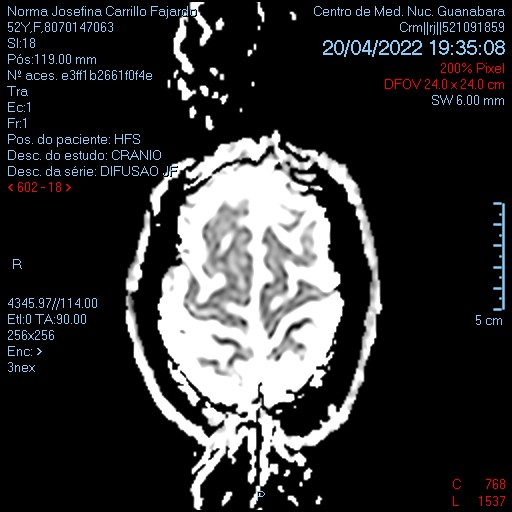 Norma Josefina Carrillo Fajardo
52Y,F,8070147063
Sl:18
Pós:119.00 mm
Nº aces. e3ff1b2661f0f4e
Tra
Ec:1
Fr:1
Pos. do paciente: HFS
Desc. do estudo: CRANIO
Desc. da série: DIFUSAO JF
< 602 - 18 >
Centro de Med. Nuc. Guanabara
Crm||rj||521091859
20/04/2022 19:35:08
200% Pixel
DFOV 24.0 x 24.0 cm
SW 6.00 mm
R
5 cm
4345.97//114.00
Etl:0 TA:90.00
256x256
Enc: >
3nex
C 768
L 1537